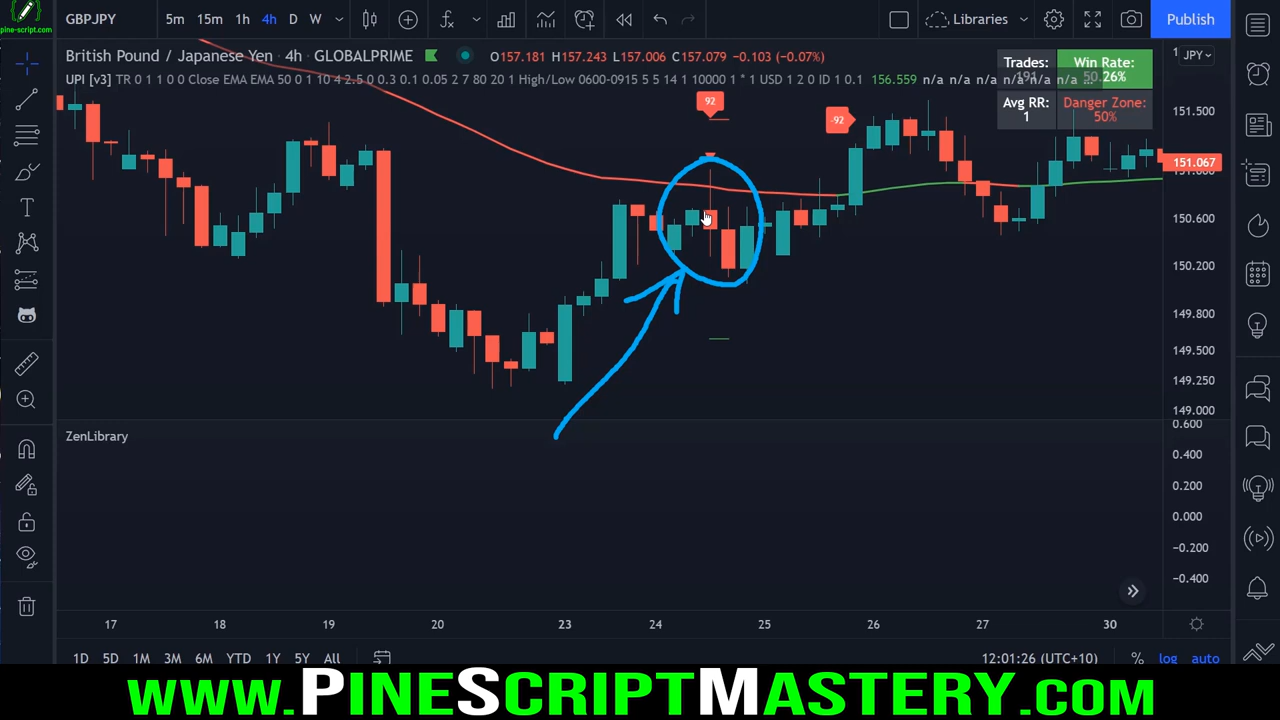 pine-script.com
GBPJPY 5m 15m 1h 4h D W Libraries Publish
British Pound / Japanese Yen · 4h · GLOBALPRIME O157.181 H157.243 L157.006 C157.079 −0.103 (−0.07%)
UPI [v3] TR 0 1 1 0 0 Close EMA EMA 50 0 1 10 4 2.5 0 0.3 0.1 0.05 2 7 80 20 1 High/Low 0600-0915 5 5 14 1 10000 1 * 1 USD 1 2 0 ID 1 0.1 156.559 n/a n/a n/a n/a n/a n/a n/a ...
Trades:
191
Win Rate:
50.26%
Avg RR:
1
Danger Zone:
50%
JPY
92
-92
151.500
151.067
151.000
150.600
150.200
149.800
149.500
149.250
149.000
ZenLibrary
0.600
0.400
0.200
0.000
−0.200
−0.400
17 18 19 20 23 24 25 26 27 30
1D 5D 1M 3M 6M YTD 1Y 5Y All 12:01:26 (UTC+10) % log auto
www.PineScriptMastery.com